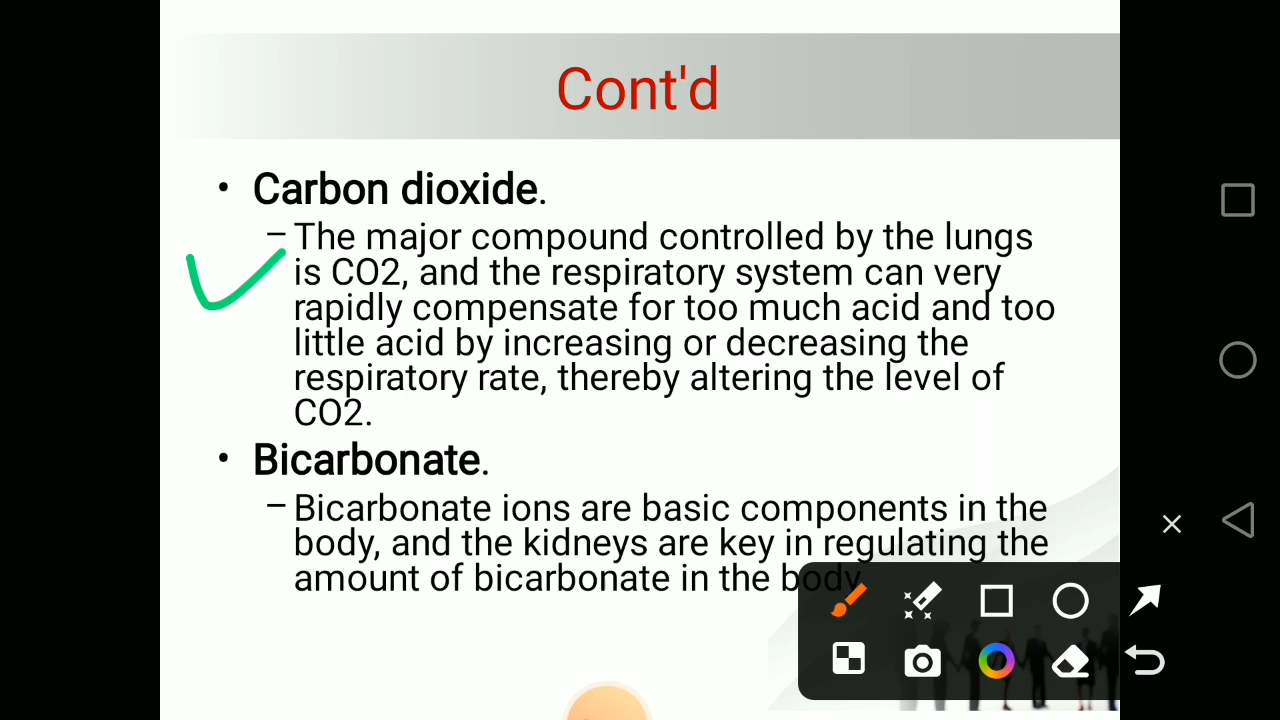 Cont'd
• Carbon dioxide.
– The major compound controlled by the lungs
is CO2, and the respiratory system can very
rapidly compensate for too much acid and too
little acid by increasing or decreasing the
respiratory rate, thereby altering the level of
CO2.
• Bicarbonate.
– Bicarbonate ions are basic components in the
body, and the kidneys are key in regulating the
amount of bicarbonate in the body.